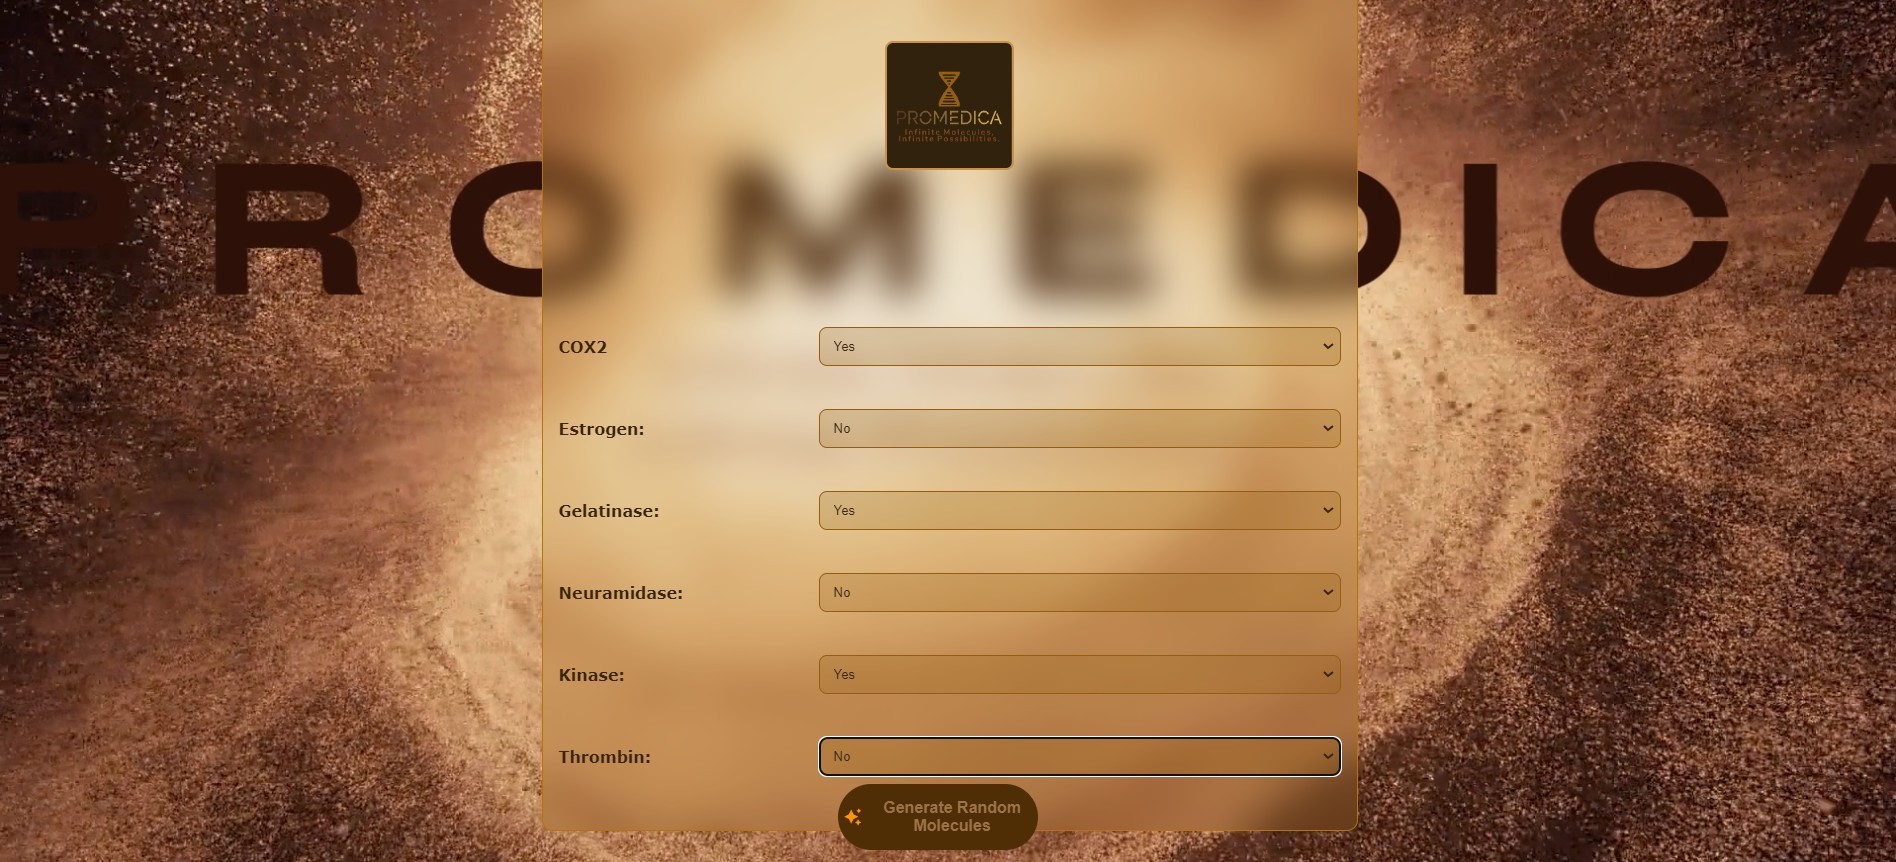 PROMEDICA
Infinite Molecules.
Infinite Possibilities.
PROMEDICA
COX2 Yes
Estrogen: No
Gelatinase: Yes
Neuramidase: No
Kinase: Yes
Thrombin: No
Generate Random
Molecules